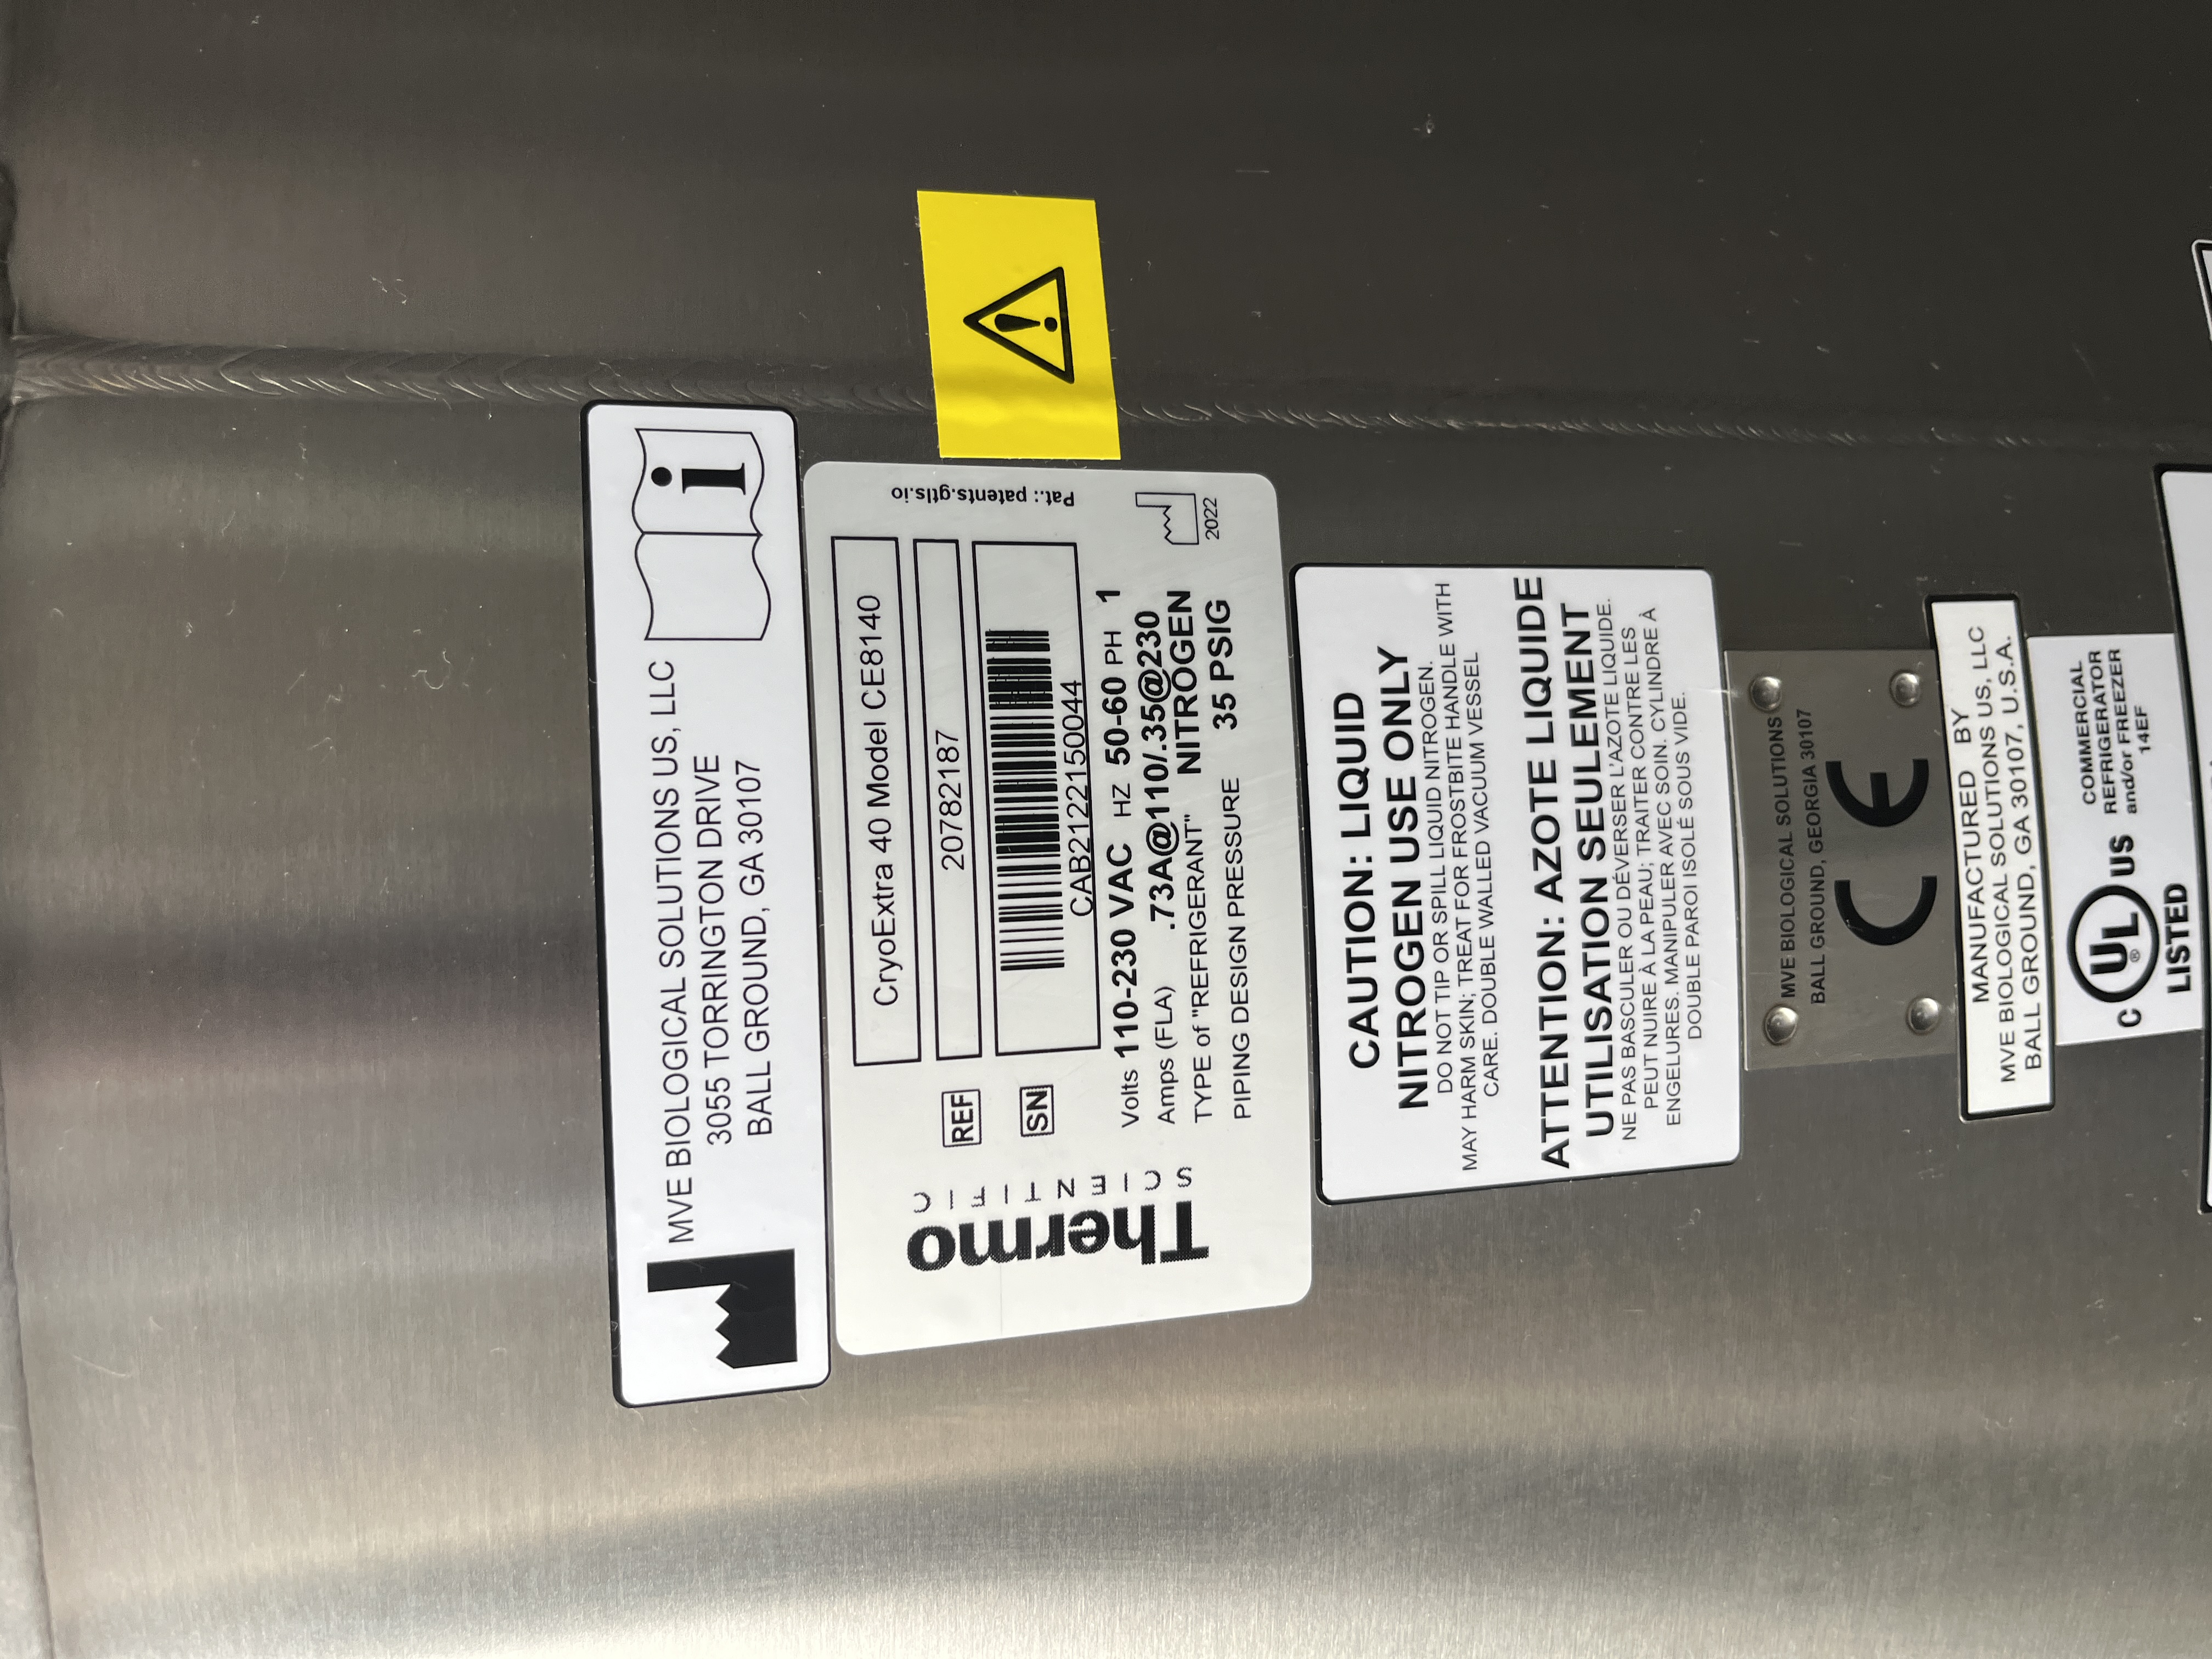 MVE BIOLOGICAL SOLUTIONS US, LLC
3055 TORRINGTON DRIVE
BALL GROUND, GA 30107
i
Thermo
SCIENTIFIC
CryoExtra 40 Model CE8140
REF 20782187
SN
CAB2122150044
Pat.: patents.gtls.io
Volts 110-230 VAC HZ 50-60 PH 1
Amps (FLA) .73A@110/.35@230
TYPE of "REFRIGERANT" NITROGEN
PIPING DESIGN PRESSURE 35 PSIG
2022
CAUTION: LIQUID
NITROGEN USE ONLY
DO NOT TIP OR SPILL LIQUID NITROGEN.
MAY HARM SKIN; TREAT FOR FROSTBITE HANDLE WITH
CARE. DOUBLE WALLED VACUUM VESSEL
ATTENTION: AZOTE LIQUIDE
UTILISATION SEULEMENT
NE PAS BASCULER OU DÉVERSER L'AZOTE LIQUIDE.
PEUT NUIRE À LA PEAU; TRAITER CONTRE LES
ENGELURES. MANIPULER AVEC SOIN. CYLINDRE À
DOUBLE PAROI ISOLÉ SOUS VIDE.
MVE BIOLOGICAL SOLUTIONS
BALL GROUND, GEORGIA 30107
CE
MANUFACTURED BY
MVE BIOLOGICAL SOLUTIONS US, LLC
BALL GROUND, GA 30107, U.S.A.
C UL ® US
LISTED
COMMERCIAL
REFRIGERATOR
and/or FREEZER
14EF